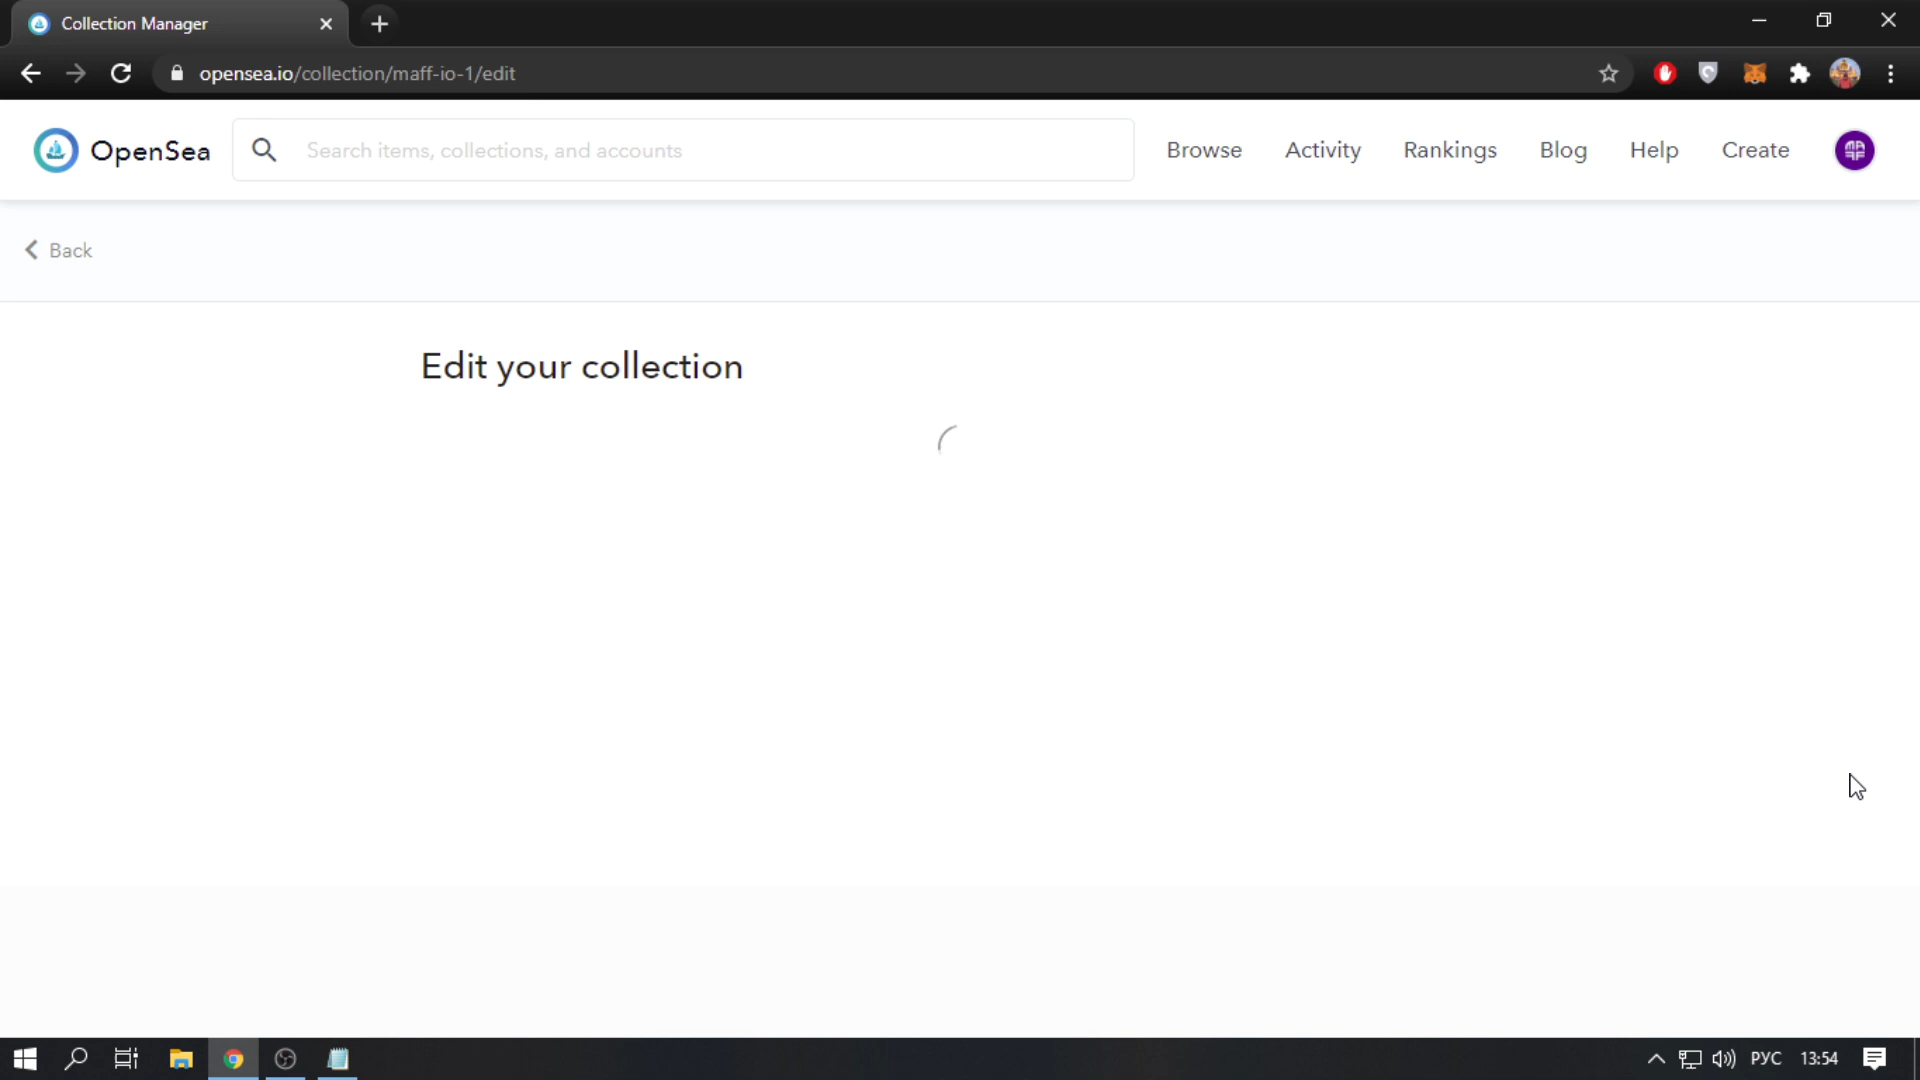 Collection Manager
opensea.io/collection/maff-io-1/edit
OpenSea
Search items, collections, and accounts
Browse
Activity
Rankings
Blog
Help
Create
Back
Edit your collection
РУС
13:54